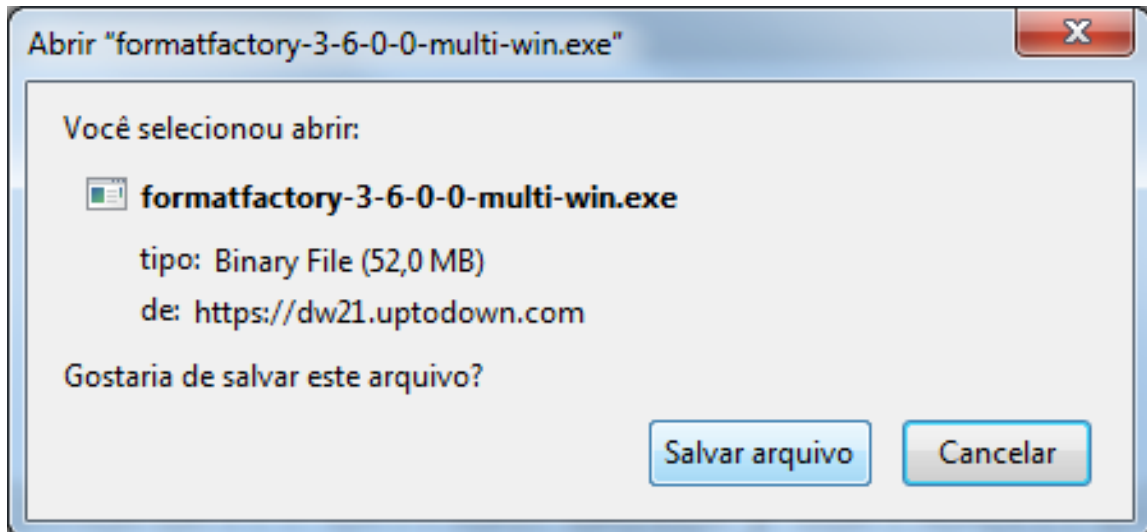 Abrir "formatfactory-3-6-0-0-multi-win.exe"
Você selecionou abrir:
formatfactory-3-6-0-0-multi-win.exe
tipo: Binary File (52,0 MB)
de: https://dw21.uptodown.com
Gostaria de salvar este arquivo?
Salvar arquivo Cancelar